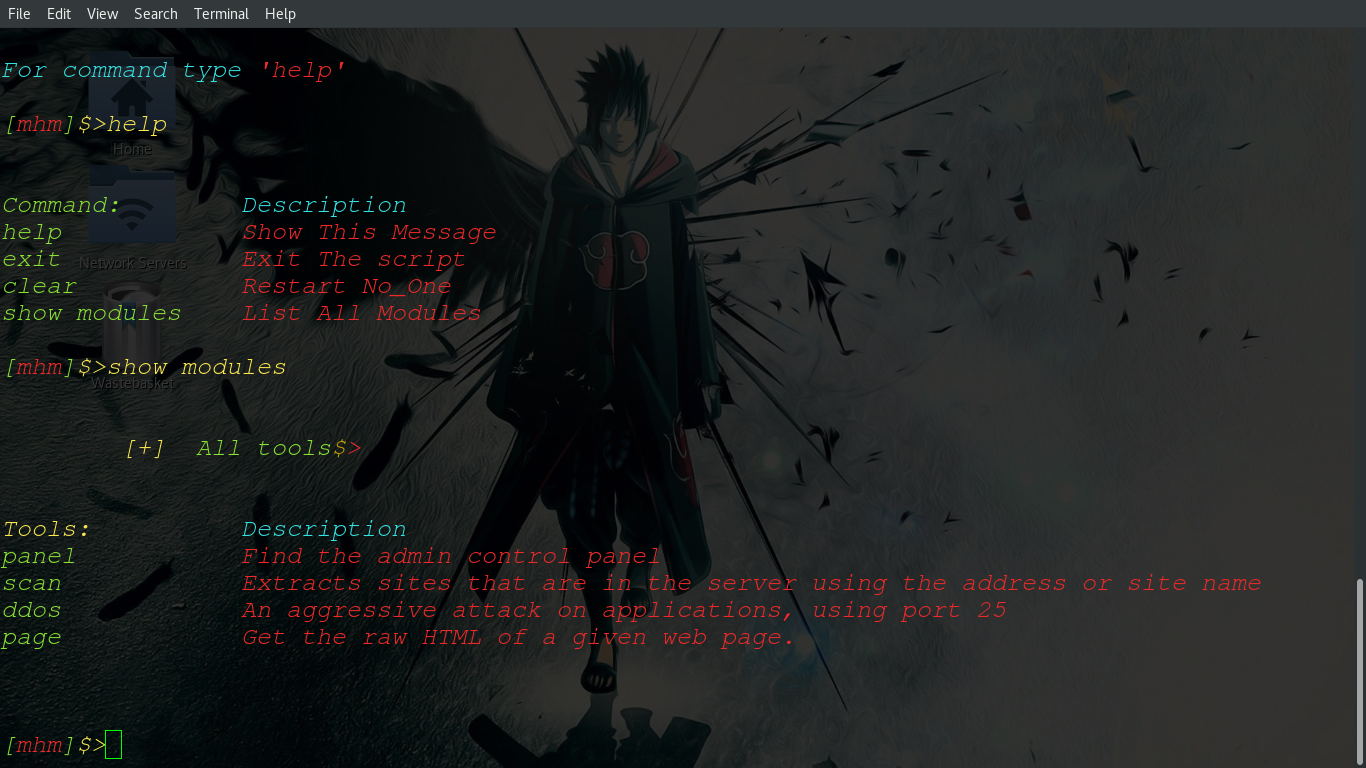 File Edit View Search Terminal Help
For command type 'help'
[mhm]$>help
Home
Command: Description
help Show This Message
exit Exit The script
Network Servers
clear Restart No_One
show modules List All Modules
[mhm]$>show modules
Wastebasket
[+] All tools$>
Tools: Description
panel Find the admin control panel
scan Extracts sites that are in the server using the address or site name
ddos An aggressive attack on applications, using port 25
page Get the raw HTML of a given web page.
[mhm]$>